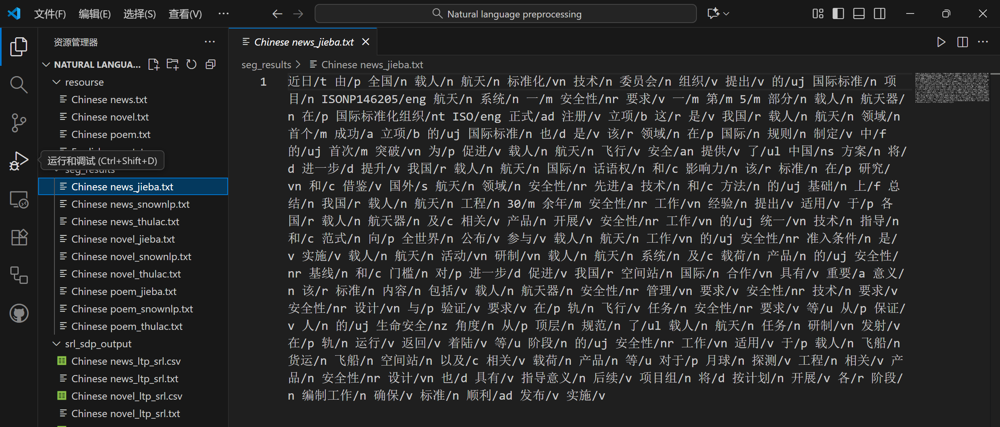 文件(F) 编辑(E) 选择(S) 查看(V) ··· Natural language preprocessing
资源管理器 ···
NATURAL LANGUA...
resourse
Chinese news.txt
Chinese novel.txt
Chinese poem.txt
运行和调试 (Ctrl+Shift+D)
seg_results
Chinese news_jieba.txt
Chinese news_snownlp.txt
Chinese news_thulac.txt
Chinese novel_jieba.txt
Chinese novel_snownlp.txt
Chinese novel_thulac.txt
Chinese poem_jieba.txt
Chinese poem_snownlp.txt
Chinese poem_thulac.txt
srl_sdp_output
Chinese news_ltp_srl.csv
Chinese news_ltp_srl.txt
Chinese novel_ltp_srl.csv
Chinese novel_ltp_srl.txt
Chinese news_jieba.txt
seg_results > Chinese news_jieba.txt
1 近日/t 由/p 全国/n 载人/n 航天/n 标准化/vn 技术/n 委员会/n 组织/v 提出/v 的/uj 国际标准/n 项
目/n ISONP146205/eng 航天/n 系统/n 一/m 安全性/nr 要求/v 一/m 第/m 5/m 部分/n 载人/n 航天器/
n 在/p 国际标准化组织/nt ISO/eng 正式/ad 注册/v 立项/b 这/r 是/v 我国/r 载人/n 航天/n 领域/n
首个/m 成功/a 立项/b 的/uj 国际标准/n 也/d 是/v 该/r 领域/n 在/p 国际/n 规则/n 制定/v 中/f
的/uj 首次/m 突破/vn 为/p 促进/v 载人/n 航天/n 飞行/v 安全/an 提供/v 了/ul 中国/ns 方案/n 将/
d 进一步/d 提升/v 我国/r 载人/n 航天/n 国际/n 话语权/n 和/c 影响力/n 该/r 标准/n 在/p 研究/
vn 和/c 借鉴/v 国外/s 航天/n 领域/n 安全性/nr 先进/a 技术/n 和/c 方法/n 的/uj 基础/n 上/f 总
结/n 我国/r 载人/n 航天/n 工程/n 30/m 余年/m 安全性/nr 工作/vn 经验/n 提出/v 适用/v 于/p 各
国/r 载人/n 航天器/n 及/c 相关/v 产品/n 开展/v 安全性/nr 工作/vn 的/uj 统一/vn 技术/n 指导/n
和/c 范式/n 向/p 全世界/n 公布/v 参与/v 载人/n 航天/n 工作/vn 的/uj 安全性/nr 准入条件/n 是/
v 实施/v 载人/n 航天/n 活动/vn 研制/vn 载人/n 航天/n 系统/n 及/c 载荷/n 产品/n 的/uj 安全性/
nr 基线/n 和/c 门槛/n 对/p 进一步/d 促进/v 我国/r 空间站/n 国际/n 合作/vn 具有/v 重要/a 意义/
n 该/r 标准/n 内容/n 包括/v 载人/n 航天器/n 安全性/nr 管理/vn 要求/v 安全性/nr 技术/n 要求/v
安全性/nr 设计/vn 与/p 验证/v 要求/v 在/p 轨/n 飞行/v 任务/n 安全性/nr 要求/v 等/u 从/p 保证/
v 人/n 的/uj 生命安全/nz 角度/n 从/p 顶层/n 规范/n 了/ul 载人/n 航天/n 任务/n 研制/vn 发射/v
在/p 轨/n 运行/v 返回/v 着陆/v 等/u 阶段/n 的/uj 安全性/nr 工作/vn 适用/v 于/p 载人/n 飞船/n
货运/n 飞船/n 空间站/n 以及/c 相关/v 载荷/n 产品/n 等/u 对于/p 月球/n 探测/v 工程/n 相关/v 产
品/n 安全性/nr 设计/vn 也/d 具有/v 指导意义/n 后续/v 项目组/n 将/d 按计划/n 开展/v 各/r 阶段/
n 编制工作/n 确保/v 标准/n 顺利/ad 发布/v 实施/v